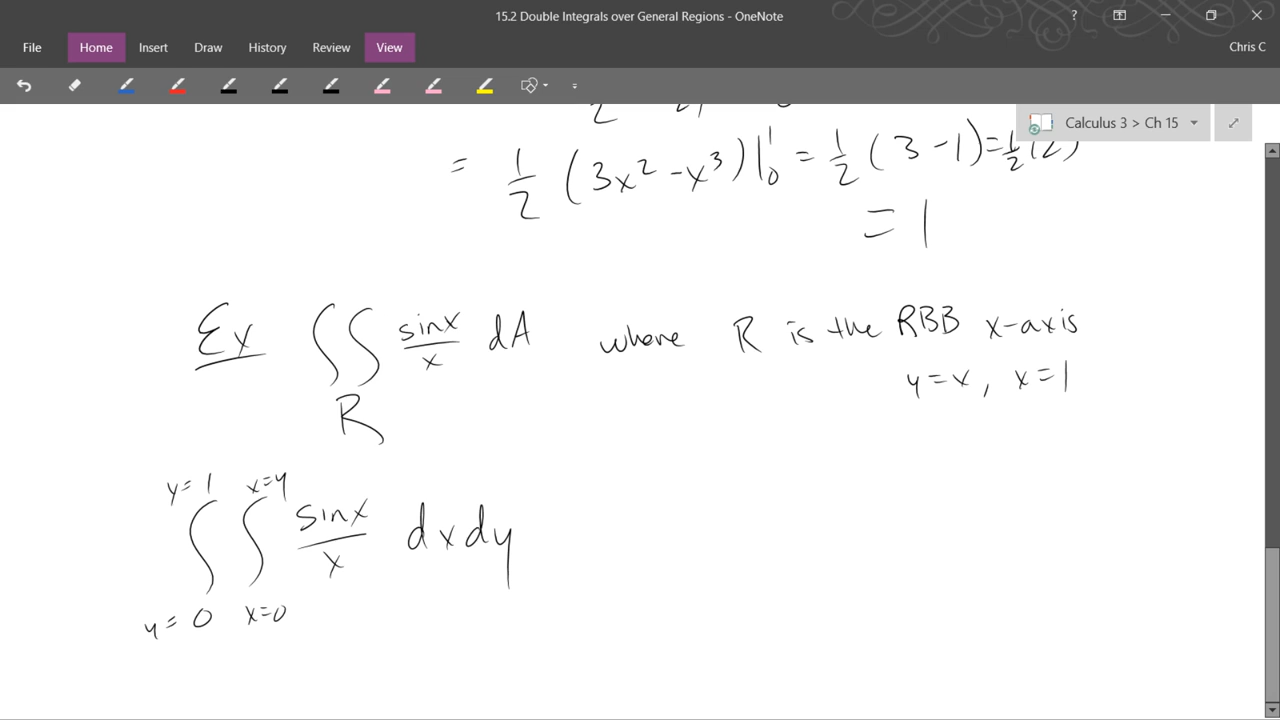 15.2 Double Integrals over General Regions - OneNote
?
File Home Insert Draw History Review View Chris C
Calculus 3 > Ch 15
= 1/2 (3x² - x³) |₀¹ = 1/2 (3 - 1) = 1/2 (2)
= 1
Ex ∫∫_R sinx/x dA where R is the RBB x-axis
y = x, x = 1
∫_{y=0}^{y=1} ∫_{x=0}^{x=y} sinx/x dxdy